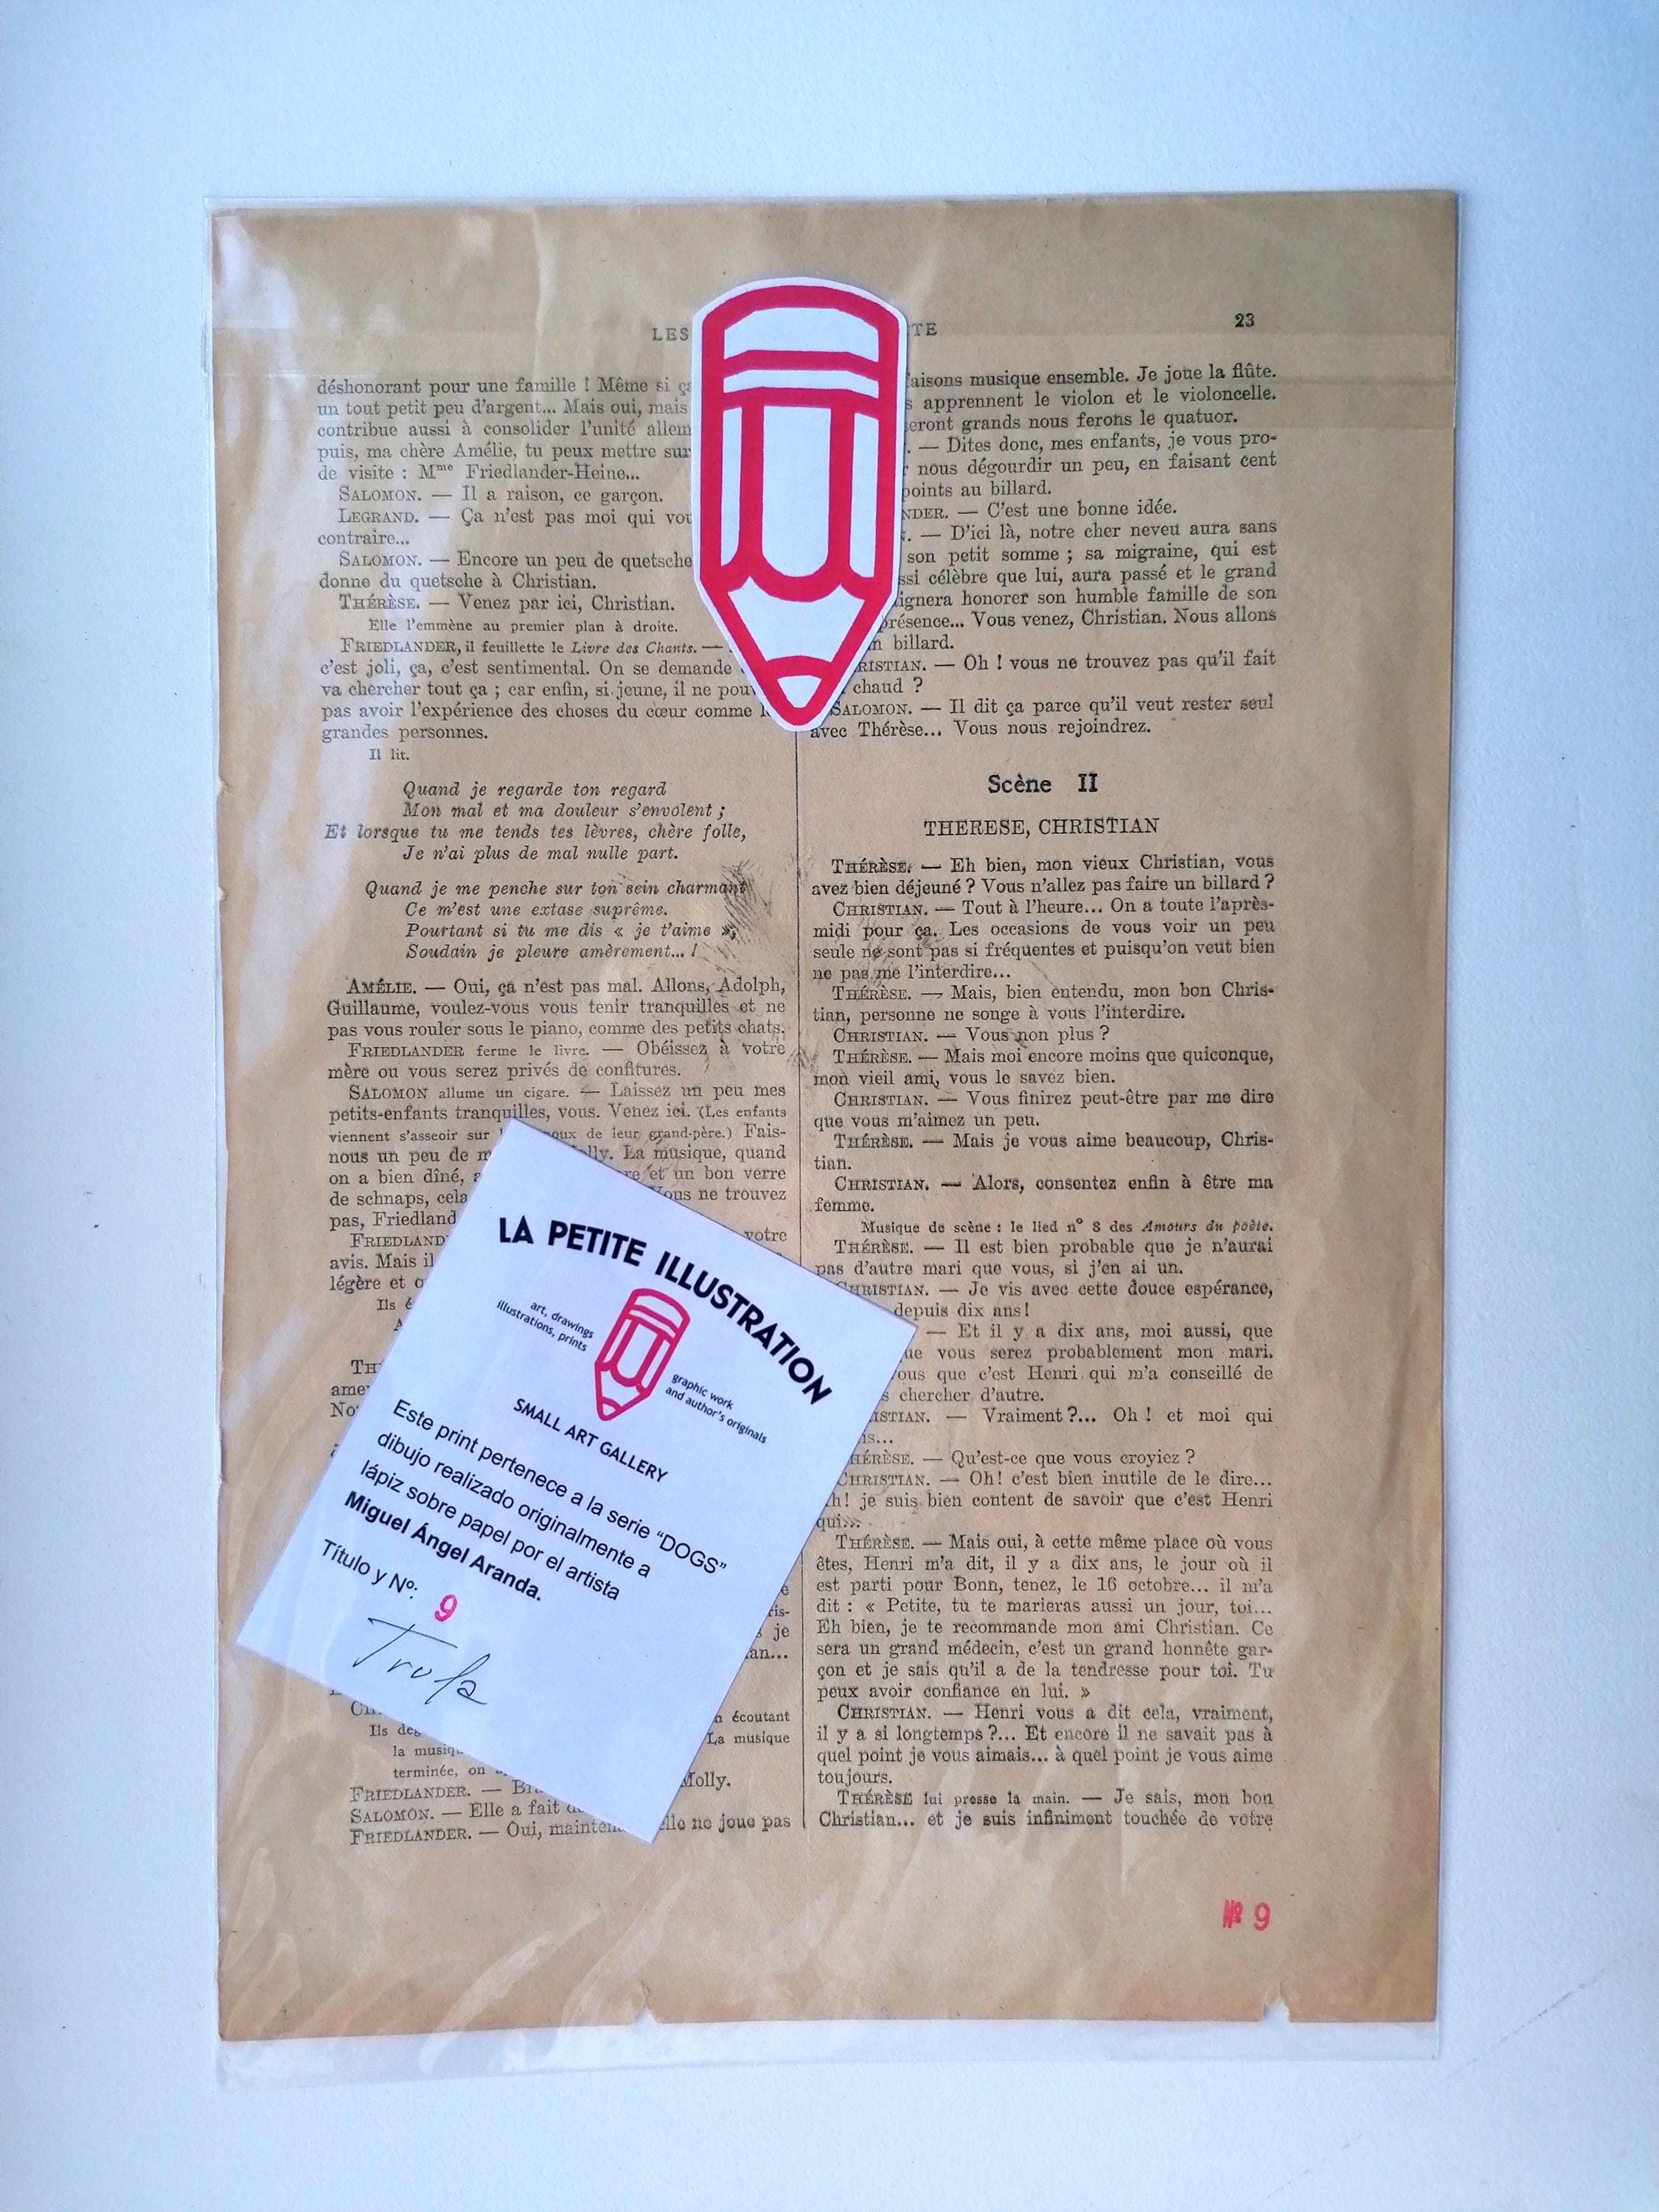 LES TE 23
déshonorant pour une famille ! Même si
un tout petit peu d'argent... Mais oui, mais
contribue aussi à consolider l'unité
puis, ma chère Amélie, tu peux mettre sur
de visite : Mme Friedlander-Heine...
SALOMON. — Il a raison, ce garçon.
LEGRAND. — Ça n'est pas moi qui
contraire...
SALOMON. — Encore un peu de quetsche
donne du quetsche à Christian.
THÉRÈSE. — Venez par ici, Christian.
Elle l'emmène au premier plan à droite.
FRIEDLANDER, il feuillette le Livre des Chants. —
c'est joli, ça, c'est sentimental. On se demande
va chercher tout ça ; car enfin, si jeune, il ne
pas avoir l'expérience des choses du cœur comme
grandes personnes.
Il lit.
Quand je regarde ton regard
Mon mal et ma douleur s'envolent ;
Et lorsque tu me tends tes lèvres, chère folle,
Je n'ai plus de mal nulle part.
Quand je me penche sur ton sein charmant
Ce m'est une extase suprême.
Pourtant si tu me dis « je t'aime »,
Soudain je pleure amèrement... !
AMÉLIE. — Oui, ça n'est pas mal. Allons, Adolph,
Guillaume, voulez-vous vous tenir tranquilles et ne
pas vous rouler sous le piano, comme des petits chats.
FRIEDLANDER ferme le livre. — Obéissez à votre
mère ou vous serez privés de confitures.
SALOMON allume un cigare. — Laissez un peu mes
petits-enfants tranquilles, vous. Venez ici. (Les enfants
viennent s'asseoir sur de leur grand-père.) Fais-
nous un peu de La musique, quand
on a bien dîné, et un bon verre
de schnaps, cela Vous ne trouvez
pas,
votre
avis. Mais il
légère et
Ils
écoutant
Ils
La musique
la
terminée, on
FRIEDLANDER. — Molly.
SALOMON. — Elle a fait
FRIEDLANDER. — Oui, elle ne joue pas
faisons musique ensemble. Je joue la flûte.
apprennent le violon et le violoncelle.
seront grands nous ferons le quatuor.
— Dites donc, mes enfants, je vous pro-
nous dégourdir un peu, en faisant cent
points au billard.
— C'est une bonne idée.
— D'ici là, notre cher neveu aura sans
son petit somme ; sa migraine, qui est
célèbre que lui, aura passé et le grand
honorer son humble famille de son
présence... Vous venez, Christian. Nous allons
billard.
CHRISTIAN. — Oh ! vous ne trouvez pas qu'il fait
chaud ?
SALOMON. — Il dit ça parce qu'il veut rester seul
avec Thérèse... Vous nous rejoindrez.
Scène II
THERESE, CHRISTIAN
THÉRÈSE. — Eh bien, mon vieux Christian, vous
avez bien déjeuné ? Vous n'allez pas faire un billard ?
CHRISTIAN. — Tout à l'heure... On a toute l'après-
midi pour ça. Les occasions de vous voir un peu
seule ne sont pas si fréquentes et puisqu'on veut bien
ne pas me l'interdire...
THÉRÈSE. — Mais, bien entendu, mon bon Chris-
tian, personne ne songe à vous l'interdire.
CHRISTIAN. — Vous non plus ?
THÉRÈSE. — Mais moi encore moins que quiconque,
mon vieil ami, vous le savez bien.
CHRISTIAN. — Vous finirez peut-être par me dire
que vous m'aimez un peu.
THÉRÈSE. — Mais je vous aime beaucoup, Chris-
tian.
CHRISTIAN. — Alors, consentez enfin à être ma
femme.
Musique de scène : le lied n° 8 des Amours du poète.
THÉRÈSE. — Il est bien probable que je n'aurai
pas d'autre mari que vous, si j'en ai un.
CHRISTIAN. — Je vis avec cette douce espérance,
depuis dix ans !
— Et il y a dix ans, moi aussi, que
vous serez probablement mon mari.
que c'est Henri qui m'a conseillé de
chercher d'autre.
CHRISTIAN. — Vraiment ?... Oh ! et moi qui
THÉRÈSE. — Qu'est-ce que vous croyiez ?
CHRISTIAN. — Oh ! c'est bien inutile de le dire...
Ah ! je suis bien content de savoir que c'est Henri
qui...
THÉRÈSE. — Mais oui, à cette même place où vous
êtes, Henri m'a dit, il y a dix ans, le jour où il
est parti pour Bonn, tenez, le 16 octobre... il m'a
dit : « Petite, tu te marieras aussi un jour, toi...
Eh bien, je te recommande mon ami Christian. Ce
sera un grand médecin, c'est un grand honnête gar-
çon et je sais qu'il a de la tendresse pour toi. Tu
peux avoir confiance en lui. »
CHRISTIAN. — Henri vous a dit cela, vraiment,
il y a si longtemps ?... Et encore il ne savait pas à
quel point je vous aimais... à quel point je vous aime
toujours.
THÉRÈSE lui presse la main. — Je sais, mon bon
Christian... et je suis infiniment touchée de votre
Nº 9
LA PETITE ILLUSTRATION
art, drawings
illustrations, prints
graphic work
and author's originals
SMALL ART GALLERY
Este print pertenece a la serie “DOGS”
dibujo realizado originalmente a
lápiz sobre papel por el artista
Miguel Ángel Aranda.
Título y Nº: 9